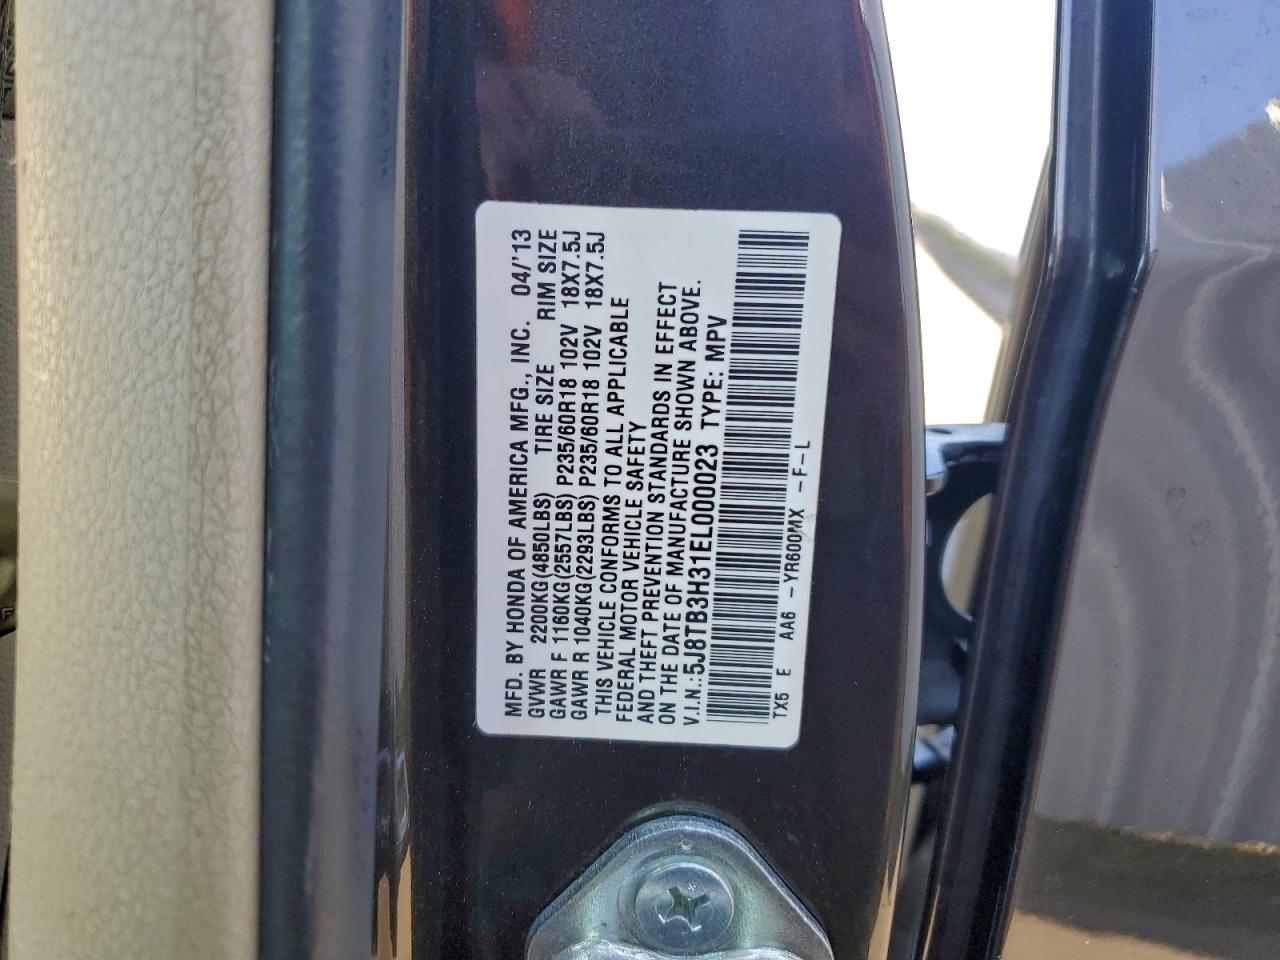 MFD. BY HONDA OF AMERICA MFG., INC. 04/'13
GVWR 2200KG(4850LBS) TIRE SIZE RIM SIZE
GAWR F 1160KG(2557LBS) P235/60R18 102V 18X7.5J
GAWR R 1040KG(2293LBS) P235/60R18 102V 18X7.5J
THIS VEHICLE CONFORMS TO ALL APPLICABLE
FEDERAL MOTOR VEHICLE SAFETY
AND THEFT PREVENTION STANDARDS IN EFFECT
ON THE DATE OF MANUFACTURE SHOWN ABOVE.
V.I.N.:5J8TB3H31EL000023 TYPE: MPV
TX5 E AA6 -YR600MX -F-L